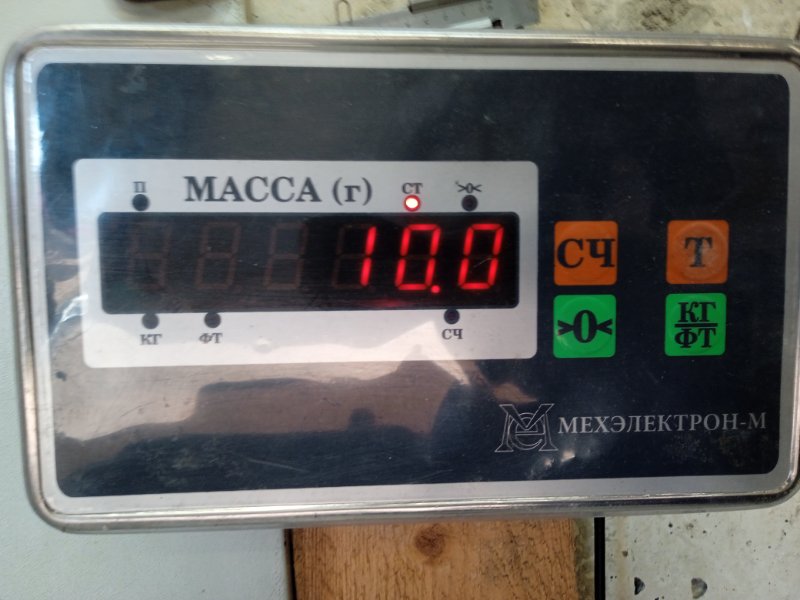 П МАССА (г) СТ >0<
10.0
КГ ФТ СЧ
СЧ Т
>0< КГ/ФТ
МЕХЭЛЕКТРОН-М